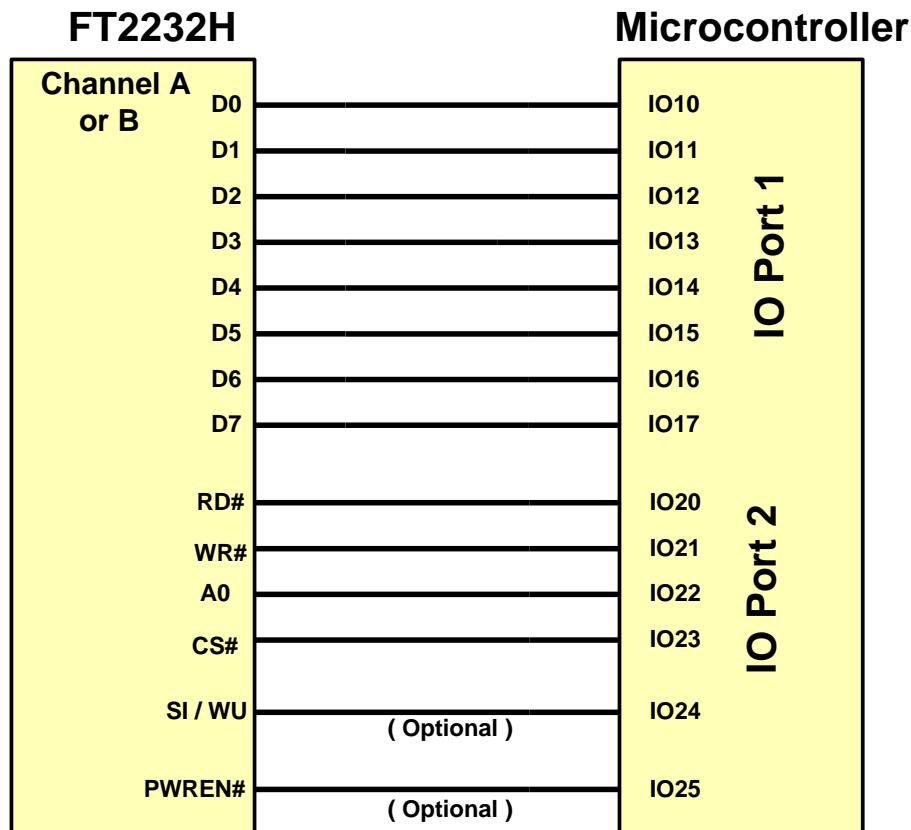 FT2232H
Microcontroller
Channel A
or B
D0
IO10
D1
IO11
D2
IO12
D3
IO13
D4
IO14
D5
IO15
D6
IO16
D7
IO17
IO Port 1
RD#
IO20
WR#
IO21
A0
IO22
CS#
IO23
IO Port 2
SI / WU
( Optional )
IO24
PWREN#
( Optional )
IO25